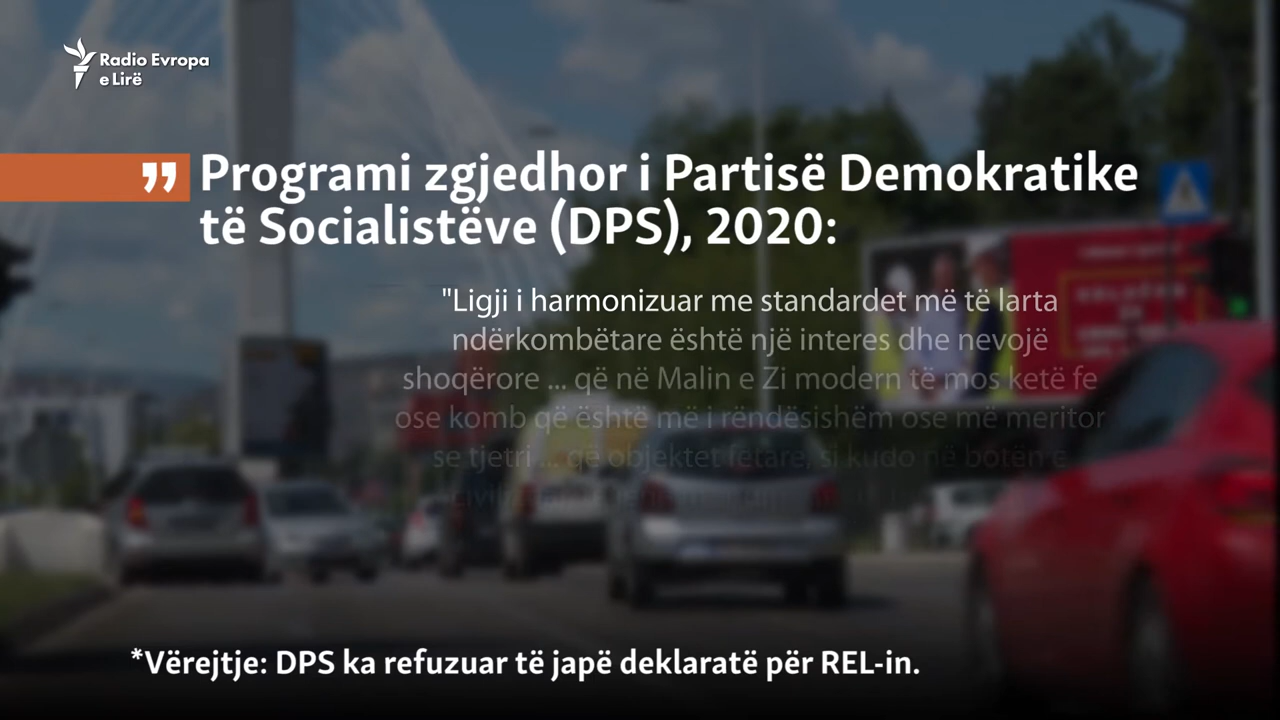 Radio Evropa
e Lirë
Programi zgjedhor i Partisë Demokratike
të Socialistëve (DPS), 2020:
"Ligji i harmonizuar me standardet më të larta
ndërkombëtare është një interes dhe nevojë
shoqërore ... që në Malin e Zi modern të mos ketë fe
ose komb që është më i rëndësishëm ose më meritor
se tjetri ... që objektet fetare, si kudo në botën e
*Vërejtje: DPS ka refuzuar të japë deklaratë për REL-in.